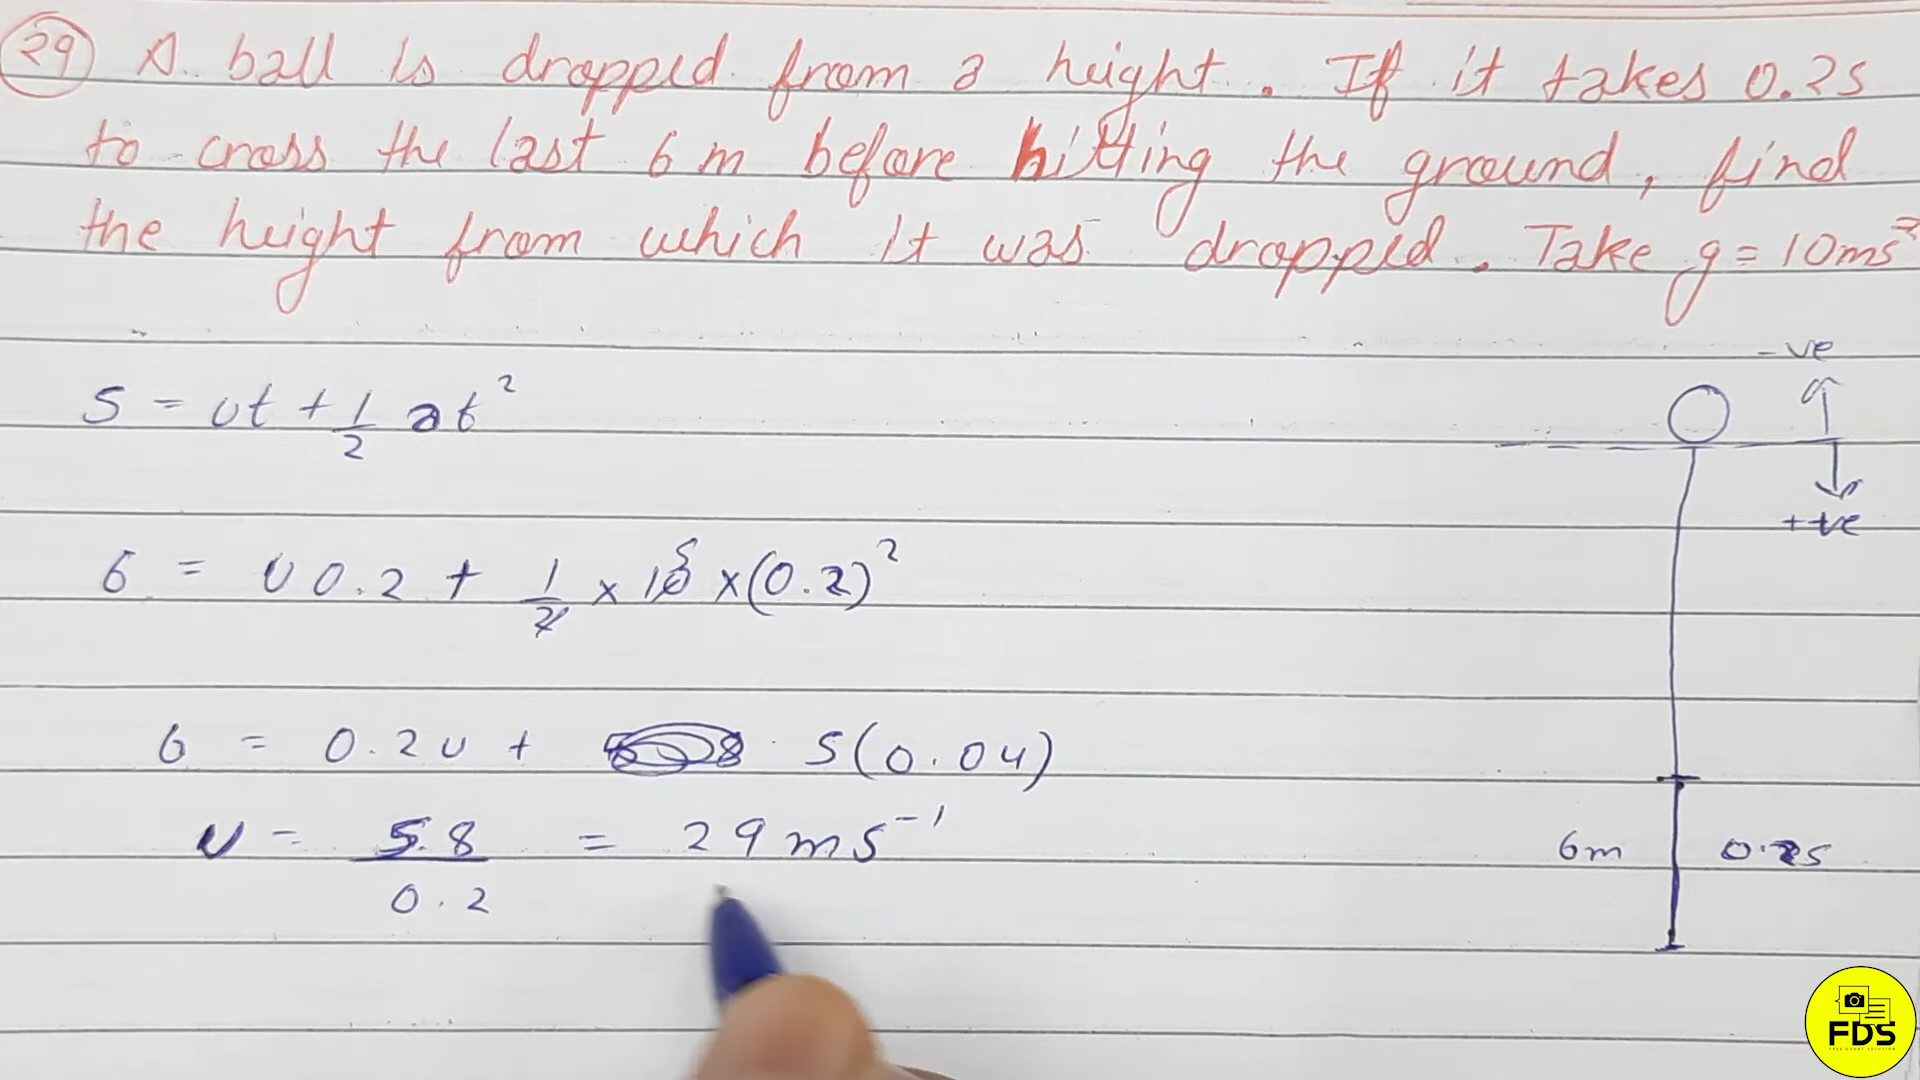 29 A ball is dropped from a height. If it takes 0.2s
to cross the last 6 m before hitting the ground, find
the height from which it was dropped. Take g = 10ms⁻²
-ve
S = ut + 1/2 at²
+ve
6 = u 0.2 + 1/2 × 10 5 × (0.2)²
6 = 0.2u + 5(0.04)
u = 5.8/0.2 = 29ms⁻¹
6m 0.2s
FDS